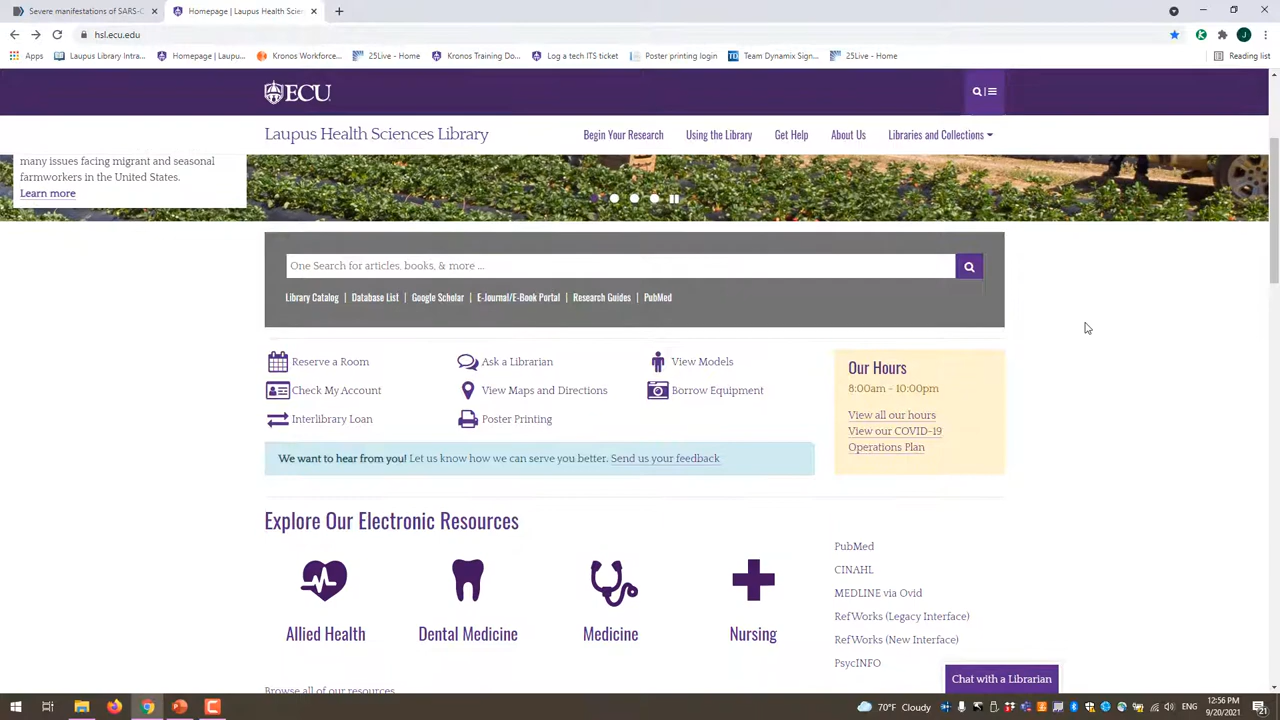 Severe manifestations of SARS-C
Homepage | Laupus Health Scien
hsl.ecu.edu
Apps
Laupus Library Intra...
Homepage | Laupu...
Kronos Workforce...
25Live - Home
Kronos Training Do...
Log a tech ITS ticket
Poster printing login
Team Dynamix Sign...
25Live - Home
Reading list
ECU
Laupus Health Sciences Library
Begin Your Research
Using the Library
Get Help
About Us
Libraries and Collections
many issues facing migrant and seasonal
farmworkers in the United States.
Learn more
One Search for articles, books, & more ...
Library Catalog | Database List | Google Scholar | E-Journal/E-Book Portal | Research Guides | PubMed
Reserve a Room
Ask a Librarian
View Models
Check My Account
View Maps and Directions
Borrow Equipment
Interlibrary Loan
Poster Printing
Our Hours
8:00am - 10:00pm
View all our hours
View our COVID-19
Operations Plan
We want to hear from you! Let us know how we can serve you better. Send us your feedback
Explore Our Electronic Resources
Allied Health
Dental Medicine
Medicine
Nursing
PubMed
CINAHL
MEDLINE via Ovid
RefWorks (Legacy Interface)
RefWorks (New Interface)
PsycINFO
Browse all of our resources
Chat with a Librarian
70°F Cloudy
12:56 PM
9/20/2021
21